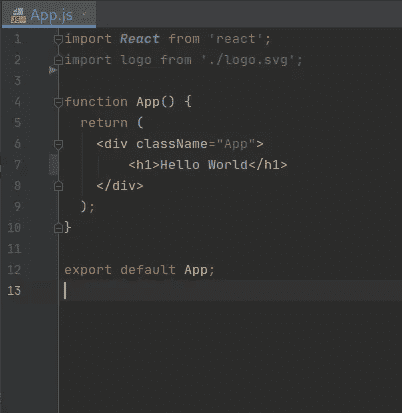 App.js
1 import React from 'react';
2 import logo from './logo.svg';
3
4 function App() {
5   return (
6     <div className="App">
7         <h1>Hello World</h1>
8     </div>
9   );
10 }
11
12 export default App;
13